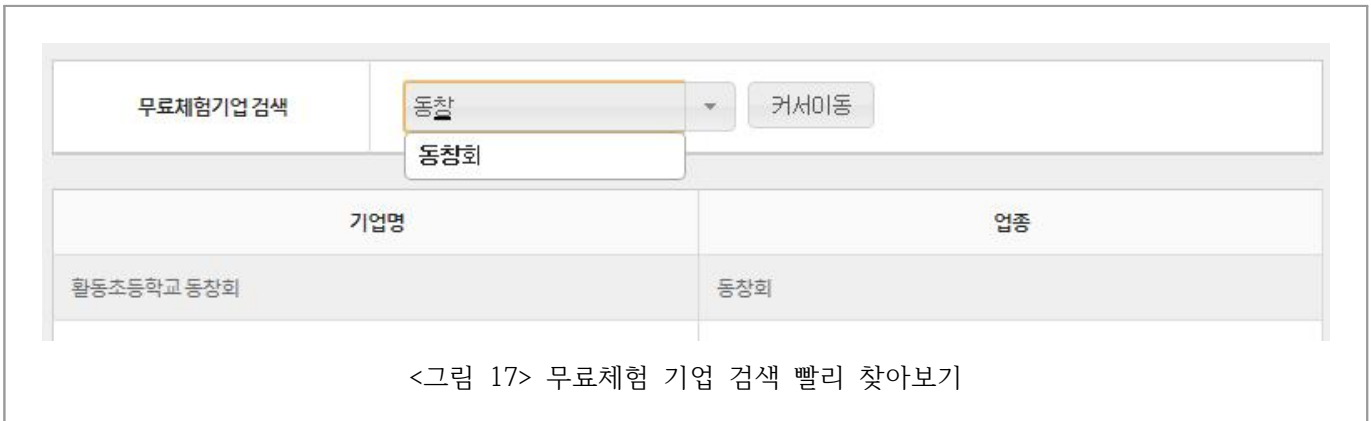 무료체험기업 검색 동창 커서이동
동창회
기업명 업종
활동초등학교 동창회 동창회
<그림 17> 무료체험 기업 검색 빨리 찾아보기